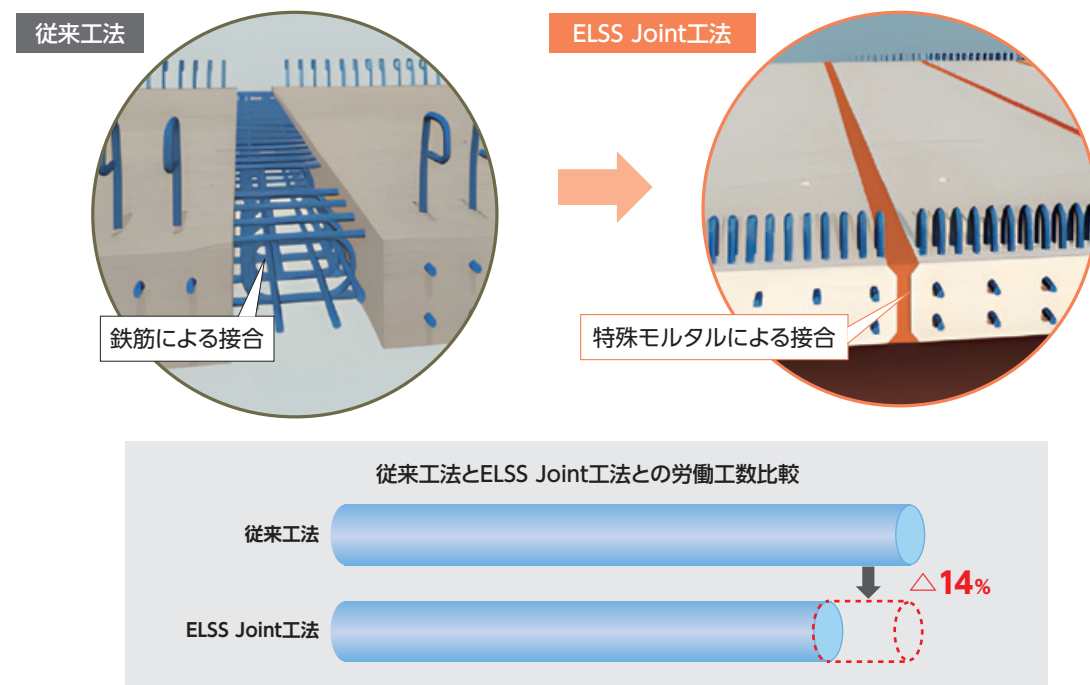 従来工法
ELSS Joint工法
鉄筋による接合
特殊モルタルによる接合
従来工法とELSS Joint工法との労働工数比較
従来工法
△14%
ELSS Joint工法